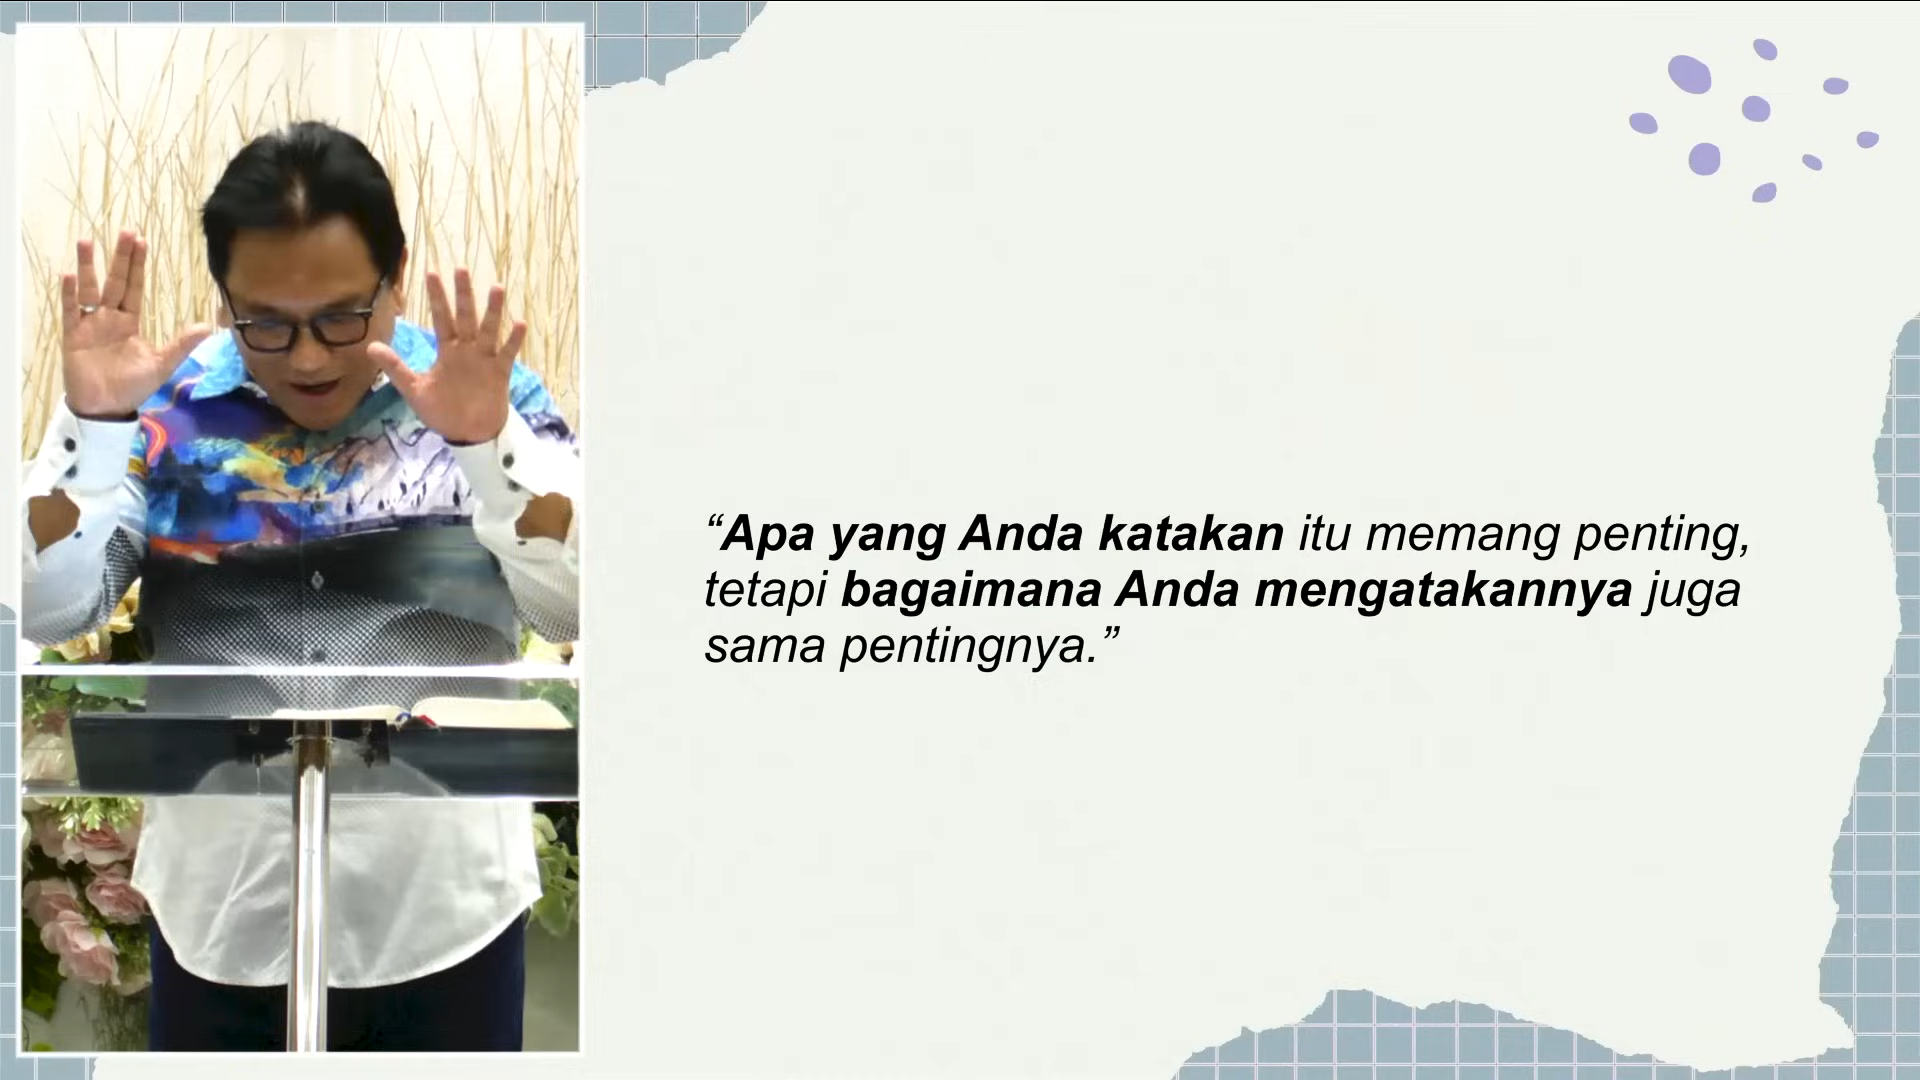 “Apa yang Anda katakan itu memang penting,
tetapi bagaimana Anda mengatakannya juga
sama pentingnya.”